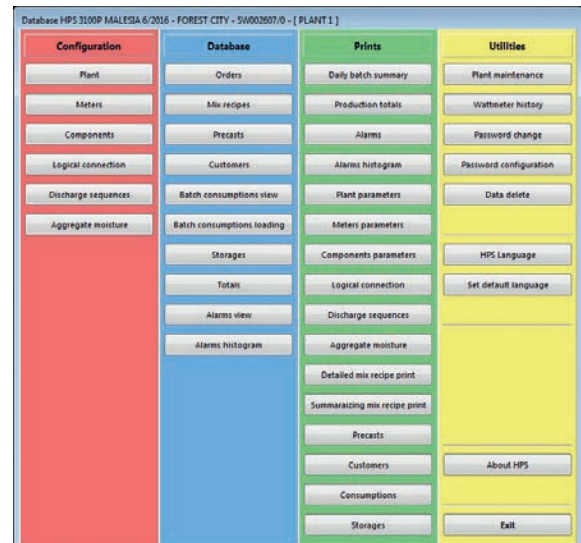 Database HPS 3100P MALESIA 6/2016 - FOREST CITY - SW002607/0 - [ PLANT 1 ]
Configuration
Plant
Meters
Components
Logical connection
Discharge sequences
Aggregate moisture
Database
Orders
Mix recipes
Precasts
Customers
Batch consumptions view
Batch consumptions loading
Storages
Totals
Alarms view
Alarms histogram
Prints
Daily batch summary
Production totals
Alarms
Alarms histogram
Plant parameters
Meters parameters
Components parameters
Logical connection
Discharge sequences
Aggregate moisture
Detailed mix recipe print
Summaraizing mix recipe print
Precasts
Customers
Consumptions
Storages
Utilities
Plant maintenance
Wattmeter history
Password change
Password configuration
Data delete
HPS Language
Set default language
About HPS
Exit